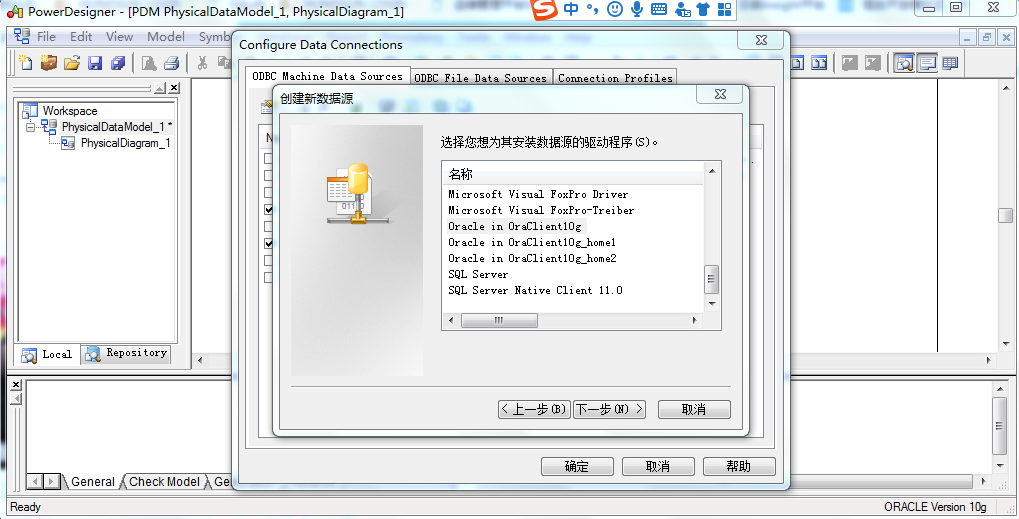 PowerDesigner - [PDM PhysicalDataModel_1, PhysicalDiagram_1]
中
File Edit View Model Symb
Configure Data Connections
ODBC Machine Data Sources ODBC File Data Sources Connection Profiles
创建新数据源
Workspace
PhysicalDataModel_1 *
PhysicalDiagram_1
选择您想为其安装数据源的驱动程序(S)。
名称
Microsoft Visual FoxPro Driver
Microsoft Visual FoxPro-Treiber
Oracle in OraClient10g
Oracle in OraClient10g_home1
Oracle in OraClient10g_home2
SQL Server
SQL Server Native Client 11.0
Local Repository
< 上一步(B) 下一步(N) > 取消
确定 取消 帮助
General Check Model Ge
Ready ORACLE Version 10g